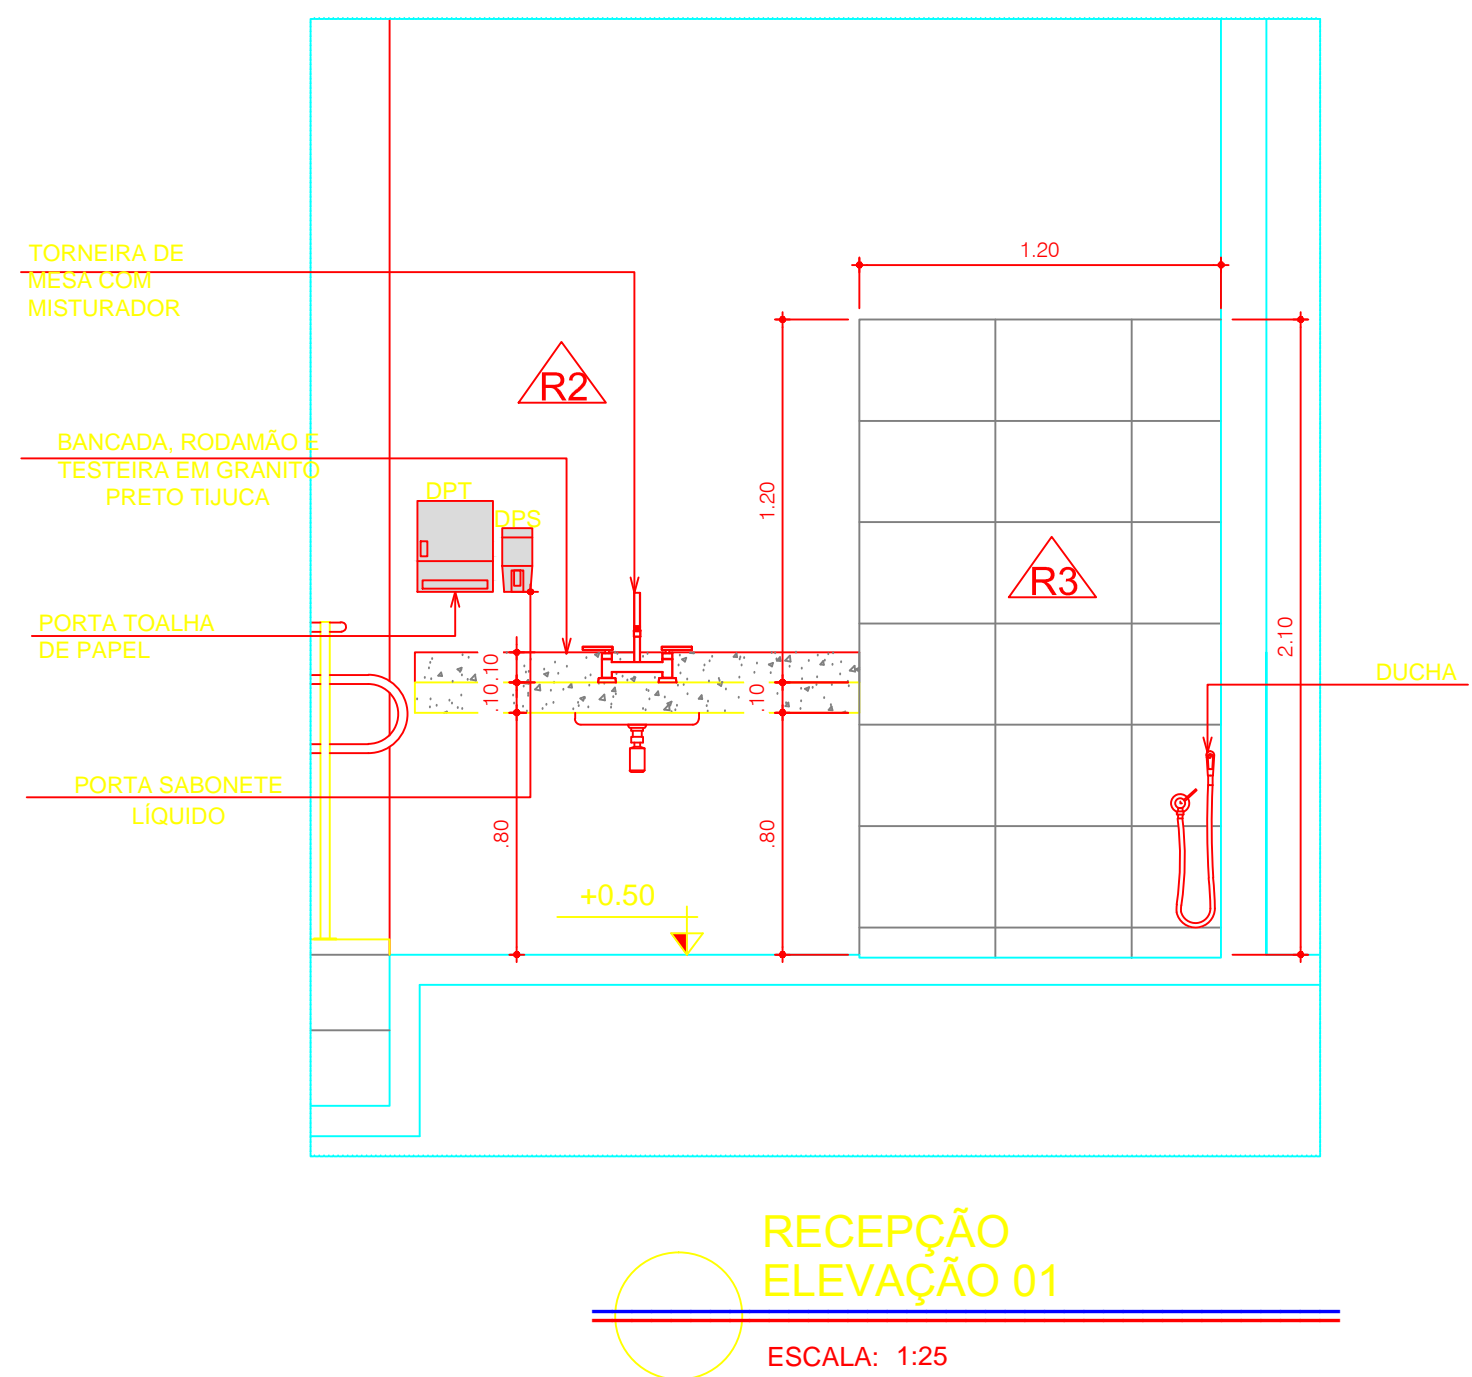 1.20
TORNEIRA DE
MESA COM
MISTURADOR
R2
BANCADA, RODAMÃO E
TESTEIRA EM GRANITO
PRETO TIJUCA
DPT
DPS
1.20
R3
PORTA TOALHA
DE PAPEL
2.10
.10
.10
.10
DUCHA
PORTA SABONETE
LÍQUIDO
.80
.80
+0.50
RECEPÇÃO
ELEVAÇÃO 01
ESCALA: 1:25